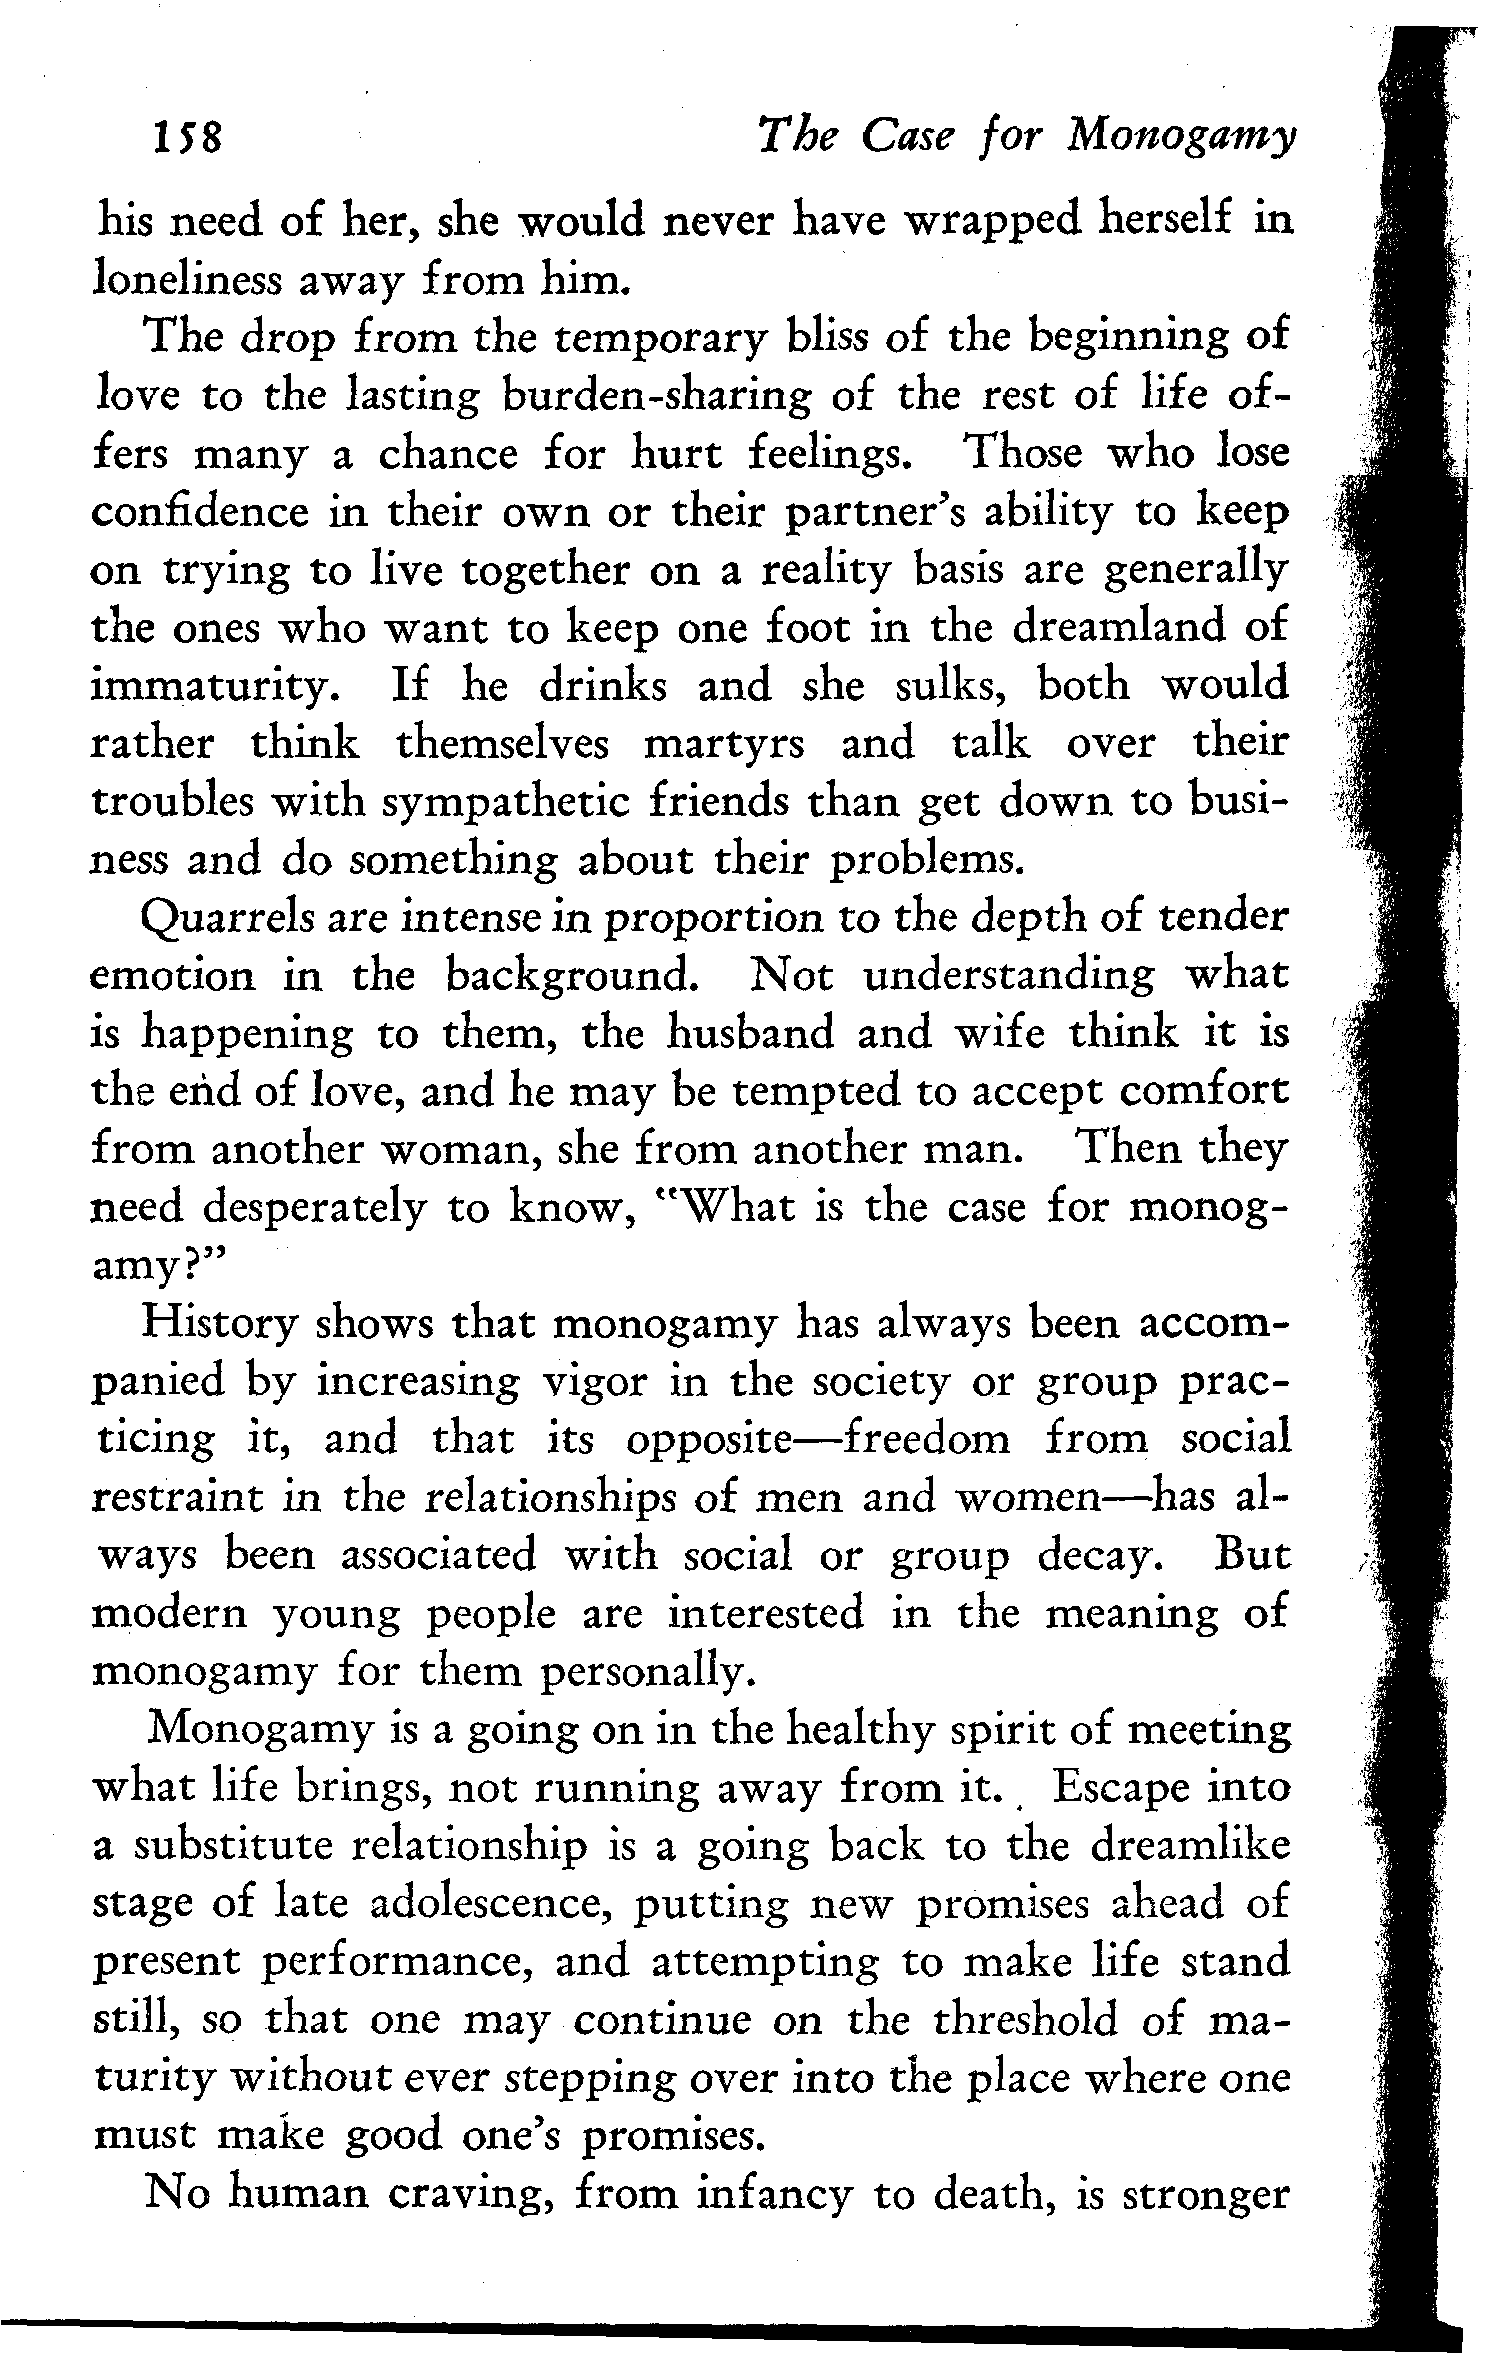 158 The Case for Monogamy
his need of her, she would never have wrapped herself in
loneliness away from him.
The drop from the temporary bliss of the beginning of
love to the lasting burden-sharing of the rest of life of-
fers many a chance for hurt feelings. Those who lose
confidence in their own or their partner's ability to keep
on trying to live together on a reality basis are generally
the ones who want to keep one foot in the dreamland of
immaturity. If he drinks and she sulks, both would
rather think themselves martyrs and talk over their
troubles with sympathetic friends than get down to busi-
ness and do something about their problems.
Quarrels are intense in proportion to the depth of tender
emotion in the background. Not understanding what
is happening to them, the husband and wife think it is
the end of love, and he may be tempted to accept comfort
from another woman, she from another man. Then they
need desperately to know, "What is the case for monog-
amy?"
History shows that monogamy has always been accom-
panied by increasing vigor in the society or group prac-
ticing it, and that its opposite—freedom from social
restraint in the relationships of men and women—has al-
ways been associated with social or group decay. But
modern young people are interested in the meaning of
monogamy for them personally.
Monogamy is a going on in the healthy spirit of meeting
what life brings, not running away from it. Escape into
a substitute relationship is a going back to the dreamlike
stage of late adolescence, putting new promises ahead of
present performance, and attempting to make life stand
still, so that one may continue on the threshold of ma-
turity without ever stepping over into the place where one
must make good one's promises.
No human craving, from infancy to death, is stronger